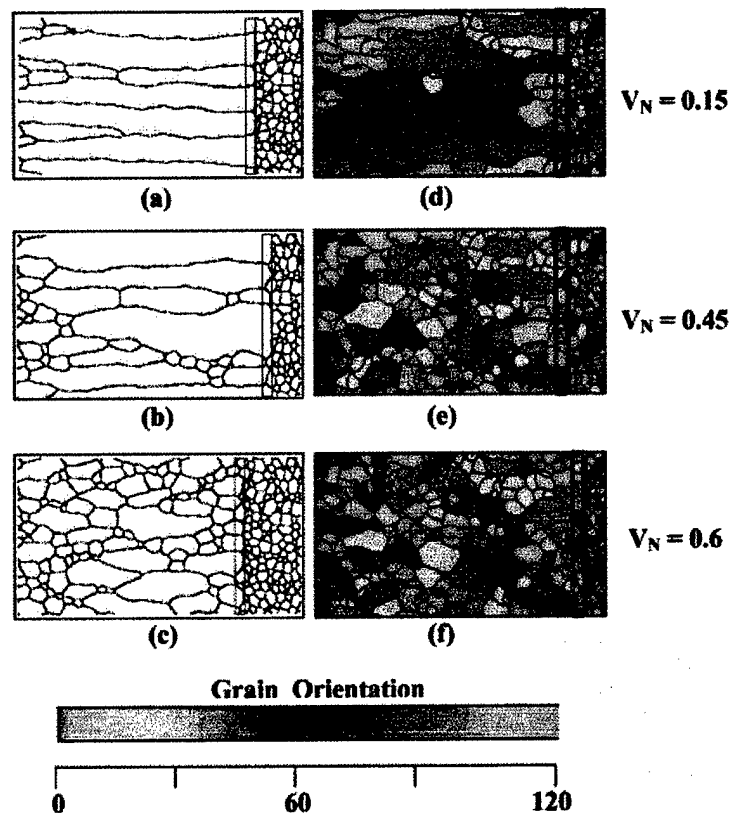 V_N = 0.15
(a) (d)
V_N = 0.45
(b) (e)
V_N = 0.6
(c) (f)
Grain Orientation
0 60 120